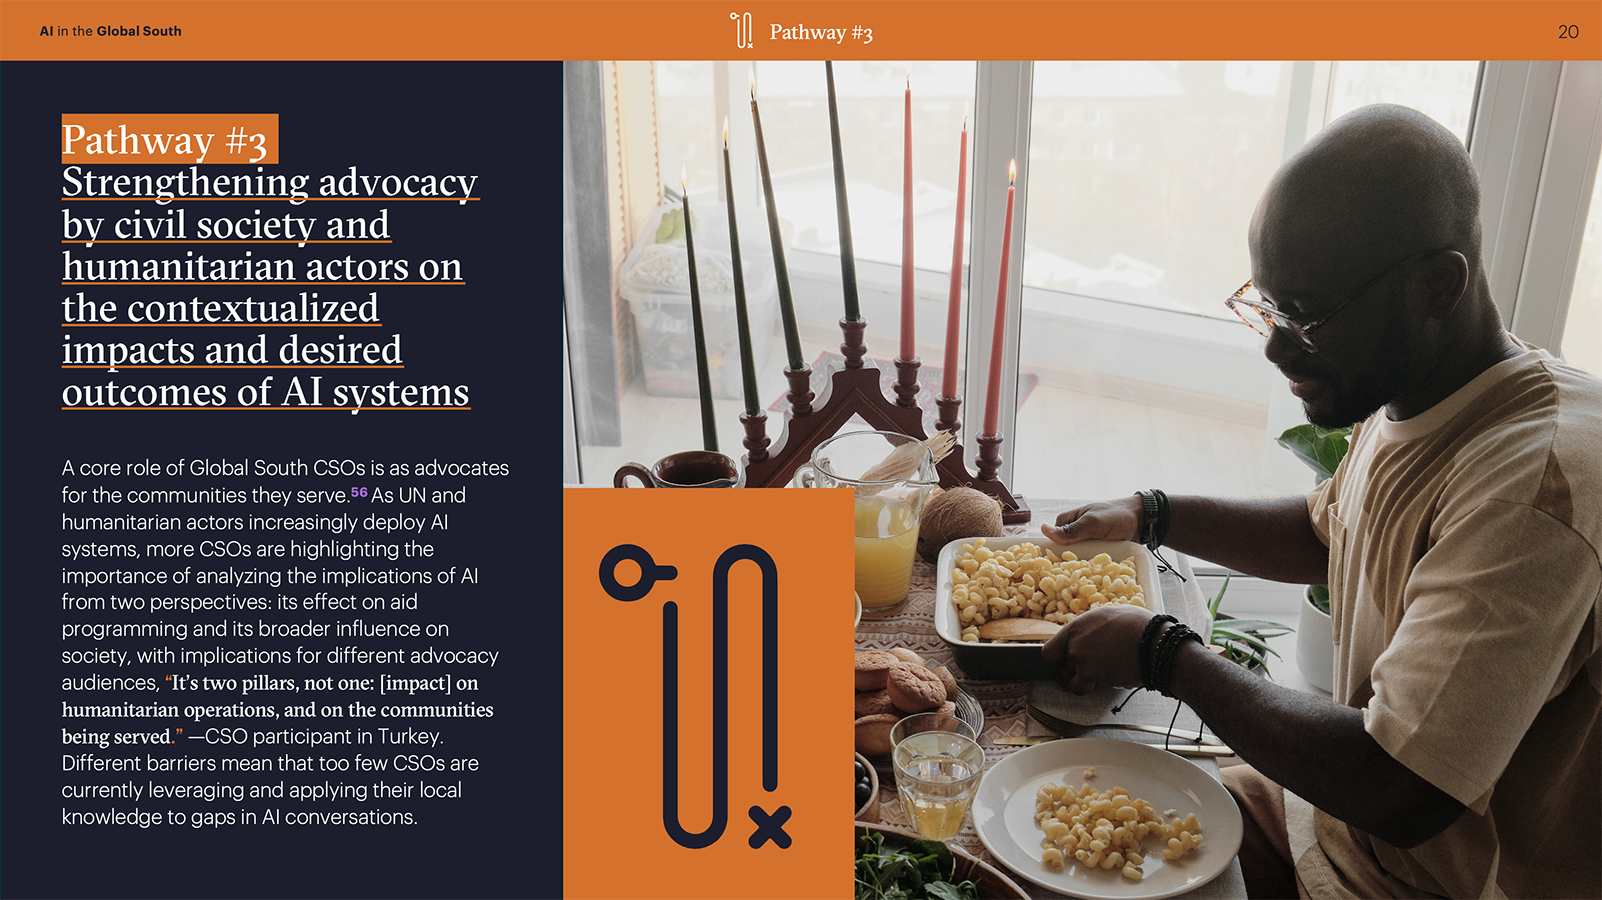 AI in the Global South
Pathway #3
20
Pathway #3
Strengthening advocacy
by civil society and
humanitarian actors on
the contextualized
impacts and desired
outcomes of AI systems
A core role of Global South CSOs is as advocates
for the communities they serve.56 As UN and
humanitarian actors increasingly deploy AI
systems, more CSOs are highlighting the
importance of analyzing the implications of AI
from two perspectives: its effect on aid
programming and its broader influence on
society, with implications for different advocacy
audiences, “It’s two pillars, not one: [impact] on
humanitarian operations, and on the communities
being served.” —CSO participant in Turkey.
Different barriers mean that too few CSOs are
currently leveraging and applying their local
knowledge to gaps in AI conversations.